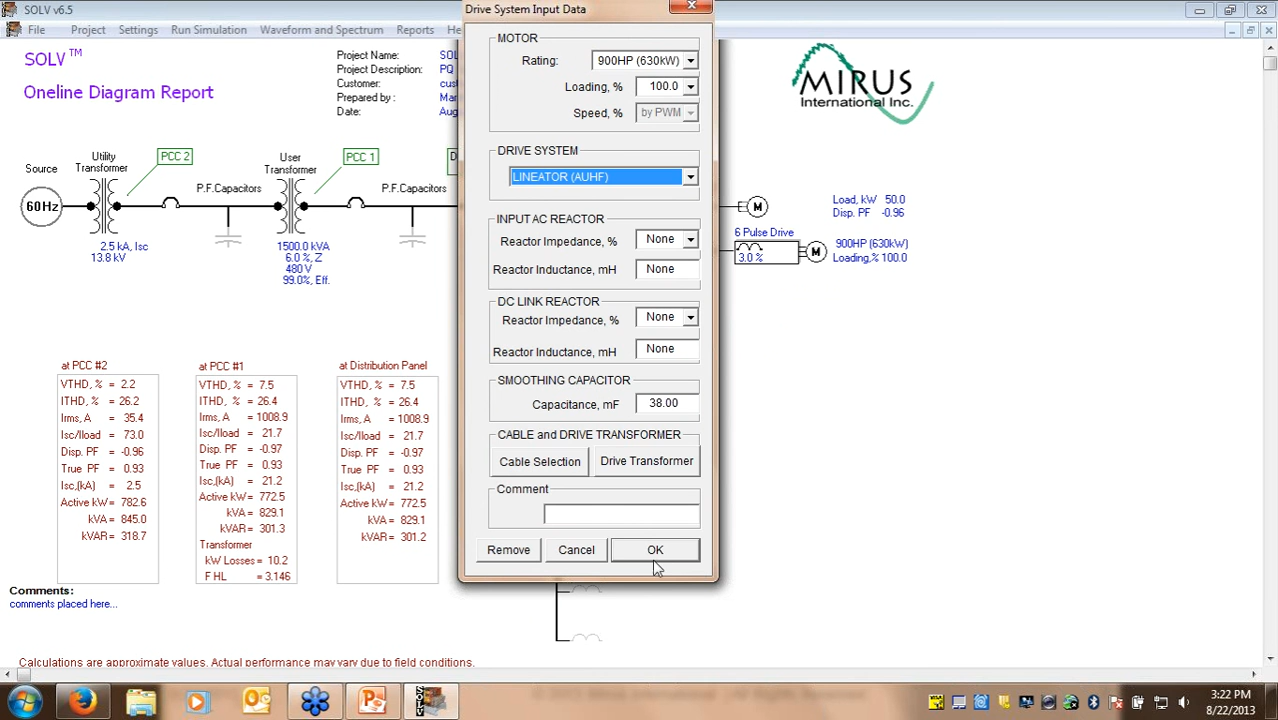 SOLV v6.5
File Project Settings Run Simulation Waveform and Spectrum Reports He
SOLV™
Oneline Diagram Report
Project Name: SOL
Project Description: PQ
Customer: cust
Prepared by : Mar
Date: Aug
MIRUS
International Inc.
Source
Utility
Transformer
PCC 2
User
Transformer
PCC 1
D
P.F.Capacitors
P.F.Capacitors
60Hz
2.5 kA, Isc
13.8 kV
1500.0 kVA
6.0 %, Z
480 V
99.0%, Eff.
M
Load, kW 50.0
Disp. PF -0.96
6 Pulse Drive
3.0 %
M
900HP (630kW)
Loading,% 100.0
at PCC #2
VTHD, % = 2.2
ITHD, % = 26.2
Irms, A = 35.4
Isc/Iload = 73.0
Disp. PF = -0.96
True PF = 0.93
Isc,(kA) = 2.5
Active kW = 782.6
kVA = 845.0
kVAR = 318.7
at PCC #1
VTHD, % = 7.5
ITHD, % = 26.4
Irms, A = 1008.9
Isc/Iload = 21.7
Disp. PF = -0.97
True PF = 0.93
Isc,(kA) = 21.2
Active kW = 772.5
kVA = 829.1
kVAR = 301.3
Transformer
kW Losses = 10.2
F HL = 3.146
at Distribution Panel
VTHD, % = 7.5
ITHD, % = 26.4
Irms, A = 1008.9
Isc/Iload = 21.7
Disp. PF = -0.97
True PF = 0.93
Isc,(kA) = 21.2
Active kW = 772.5
kVA = 829.1
kVAR = 301.2
Comments:
comments placed here...
Calculations are approximate values. Actual performance may vary due to field conditions.
Drive System Input Data
MOTOR
Rating: 900HP (630kW)
Loading, % 100.0
Speed, % by PWM
DRIVE SYSTEM
LINEATOR (AUHF)
INPUT AC REACTOR
Reactor Impedance, % None
Reactor Inductance, mH None
DC LINK REACTOR
Reactor Impedance, % None
Reactor Inductance, mH None
SMOOTHING CAPACITOR
Capacitance, mF 38.00
CABLE and DRIVE TRANSFORMER
Cable Selection Drive Transformer
Comment
Remove Cancel OK
3:22 PM
8/22/2013